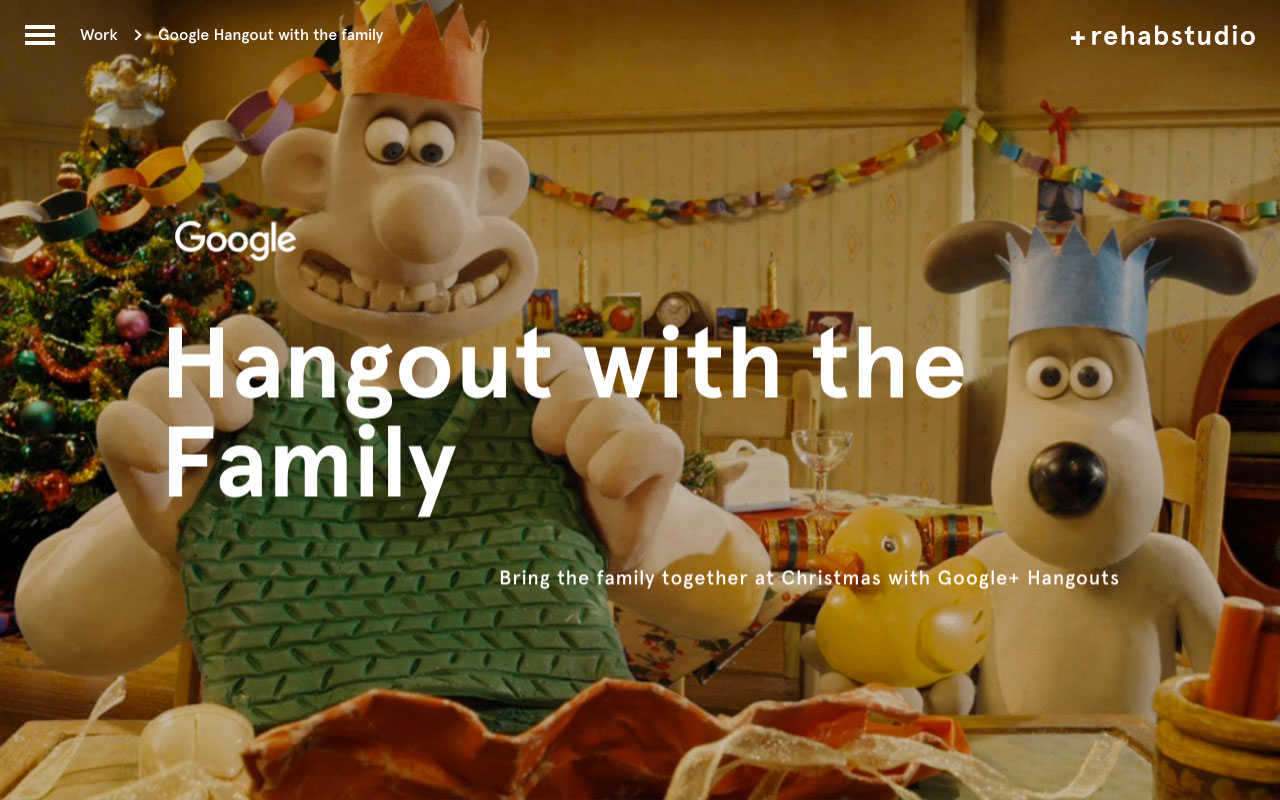 Work > Google Hangout with the family
+rehabstudio
Google
Hangout with the
Family
Bring the family together at Christmas with Google+ Hangouts